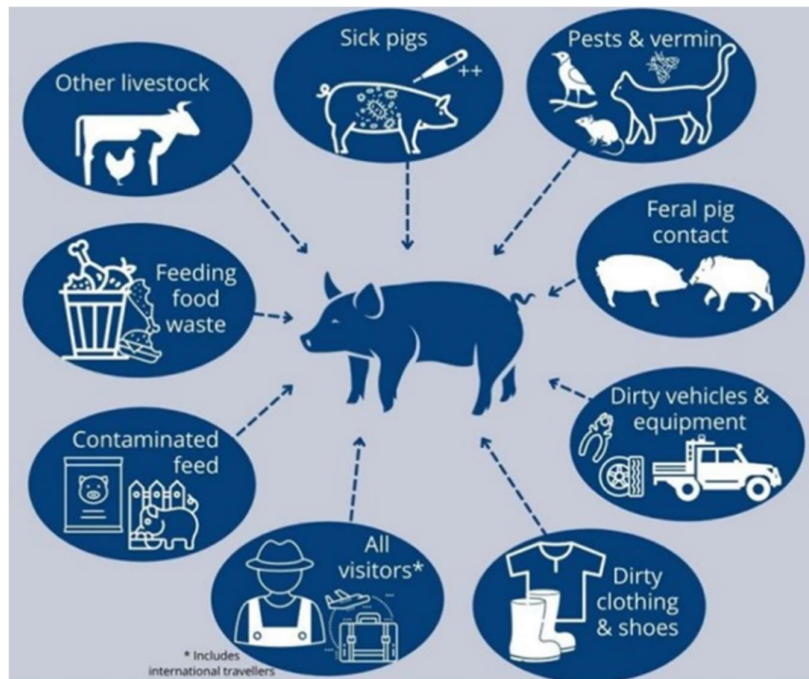 Sick pigs
++
Pests & vermin
Other livestock
Feral pig
contact
Feeding
food
waste
Dirty vehicles &
equipment
Contaminated
feed
All
visitors*
Dirty
clothing
& shoes
* Includes
international travellers